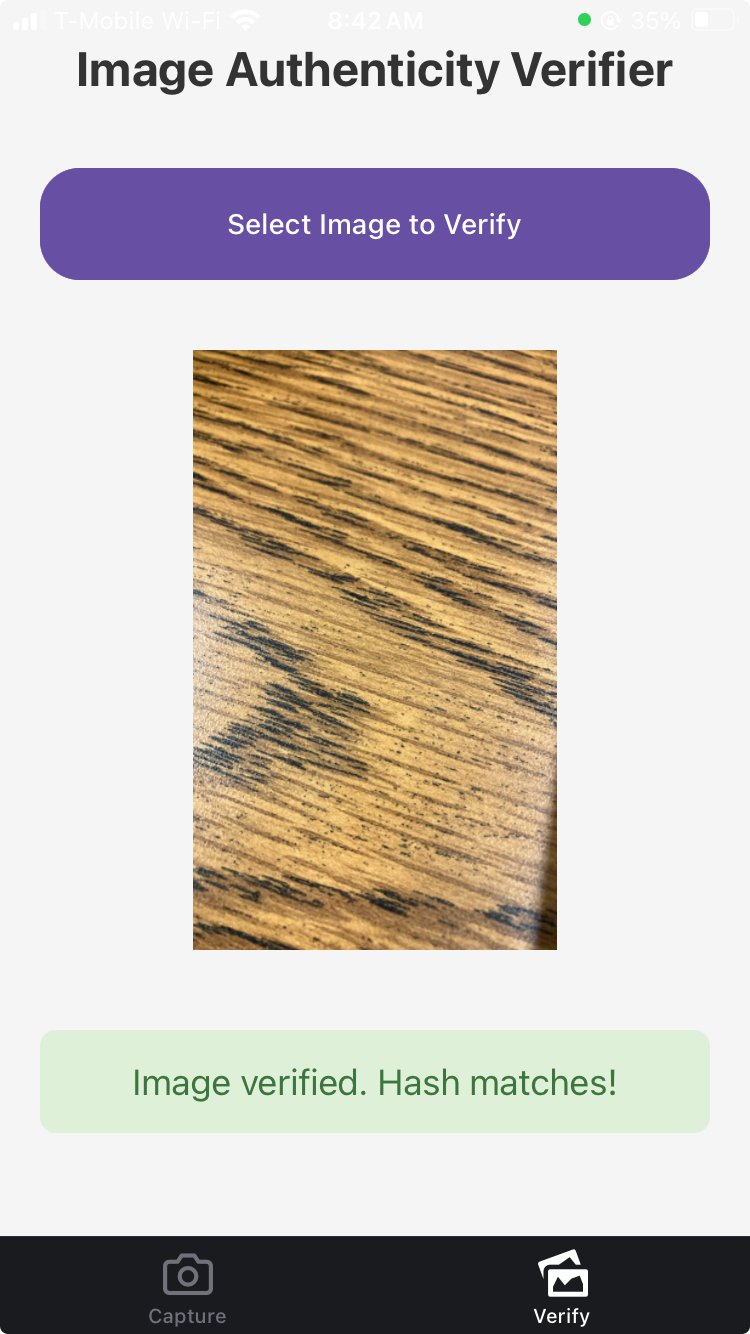 T-Mobile Wi-Fi 8:42 AM 35%
Image Authenticity Verifier
Select Image to Verify
Image verified. Hash matches!
Capture Verify